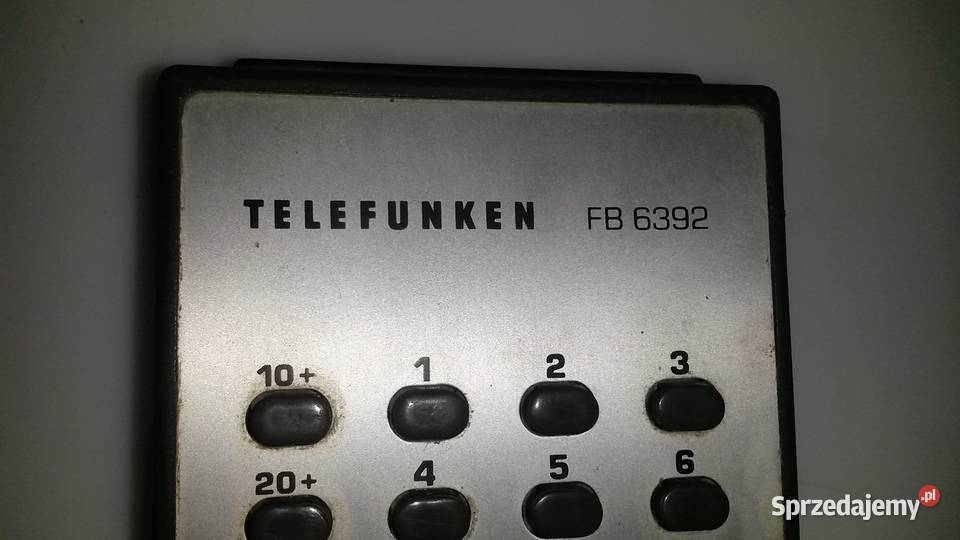 TELEFUNKEN FB 6392
10+ 1 2 3
20+ 4 5 6
Sprzedajemy.pl